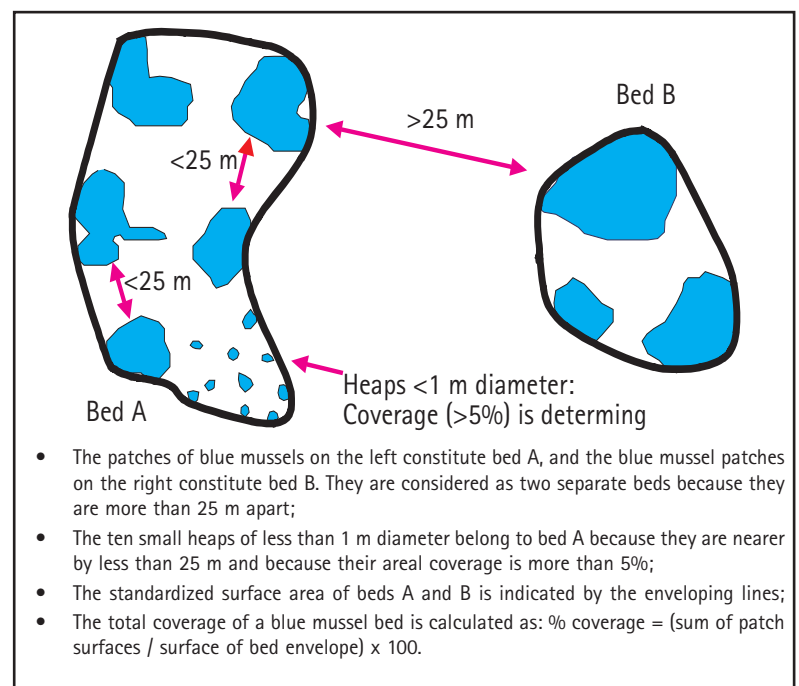 Bed B
>25 m
<25 m
<25 m
Heaps <1 m diameter:
Coverage (>5%) is determing
Bed A
• The patches of blue mussels on the left constitute bed A, and the blue mussel patches
on the right constitute bed B. They are considered as two separate beds because they
are more than 25 m apart;
• The ten small heaps of less than 1 m diameter belong to bed A because they are nearer
by less than 25 m and because their areal coverage is more than 5%;
• The standardized surface area of beds A and B is indicated by the enveloping lines;
• The total coverage of a blue mussel bed is calculated as: % coverage = (sum of patch
surfaces / surface of bed envelope) x 100.